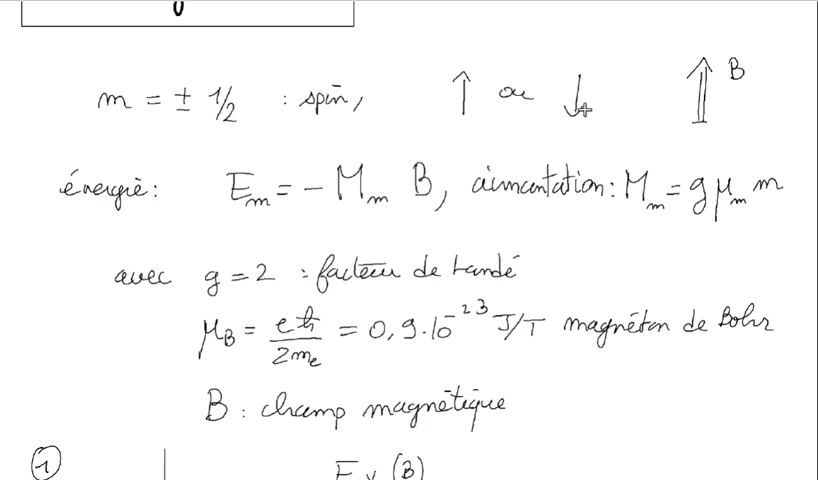 m = ± 1/2 : spin, ↑ ou ↓ ⇑ B
énergie: E_m = - M_m B, aimantation: M_m = g μ_m m
avec g = 2 : facteur de Landé
μ_B = eℏ/2m_e = 0,9·10^-23 J/T magnéton de Bohr
B : champ magnétique
①